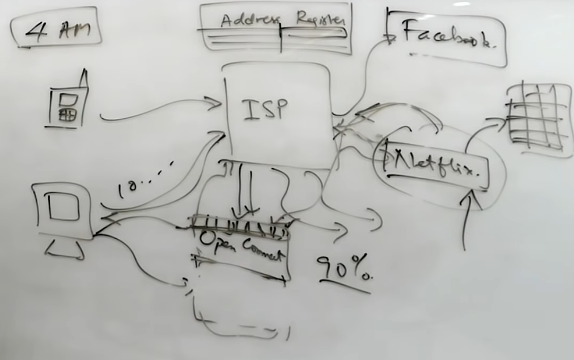 4 AM
Address Register
Facebook.
ISP
Netflix.
10....
Open Connect
90%